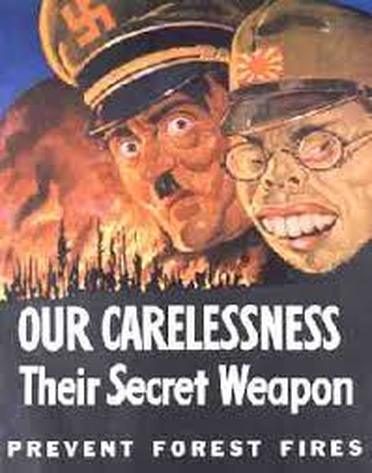 OUR CARELESSNESS
Their Secret Weapon
PREVENT FOREST FIRES